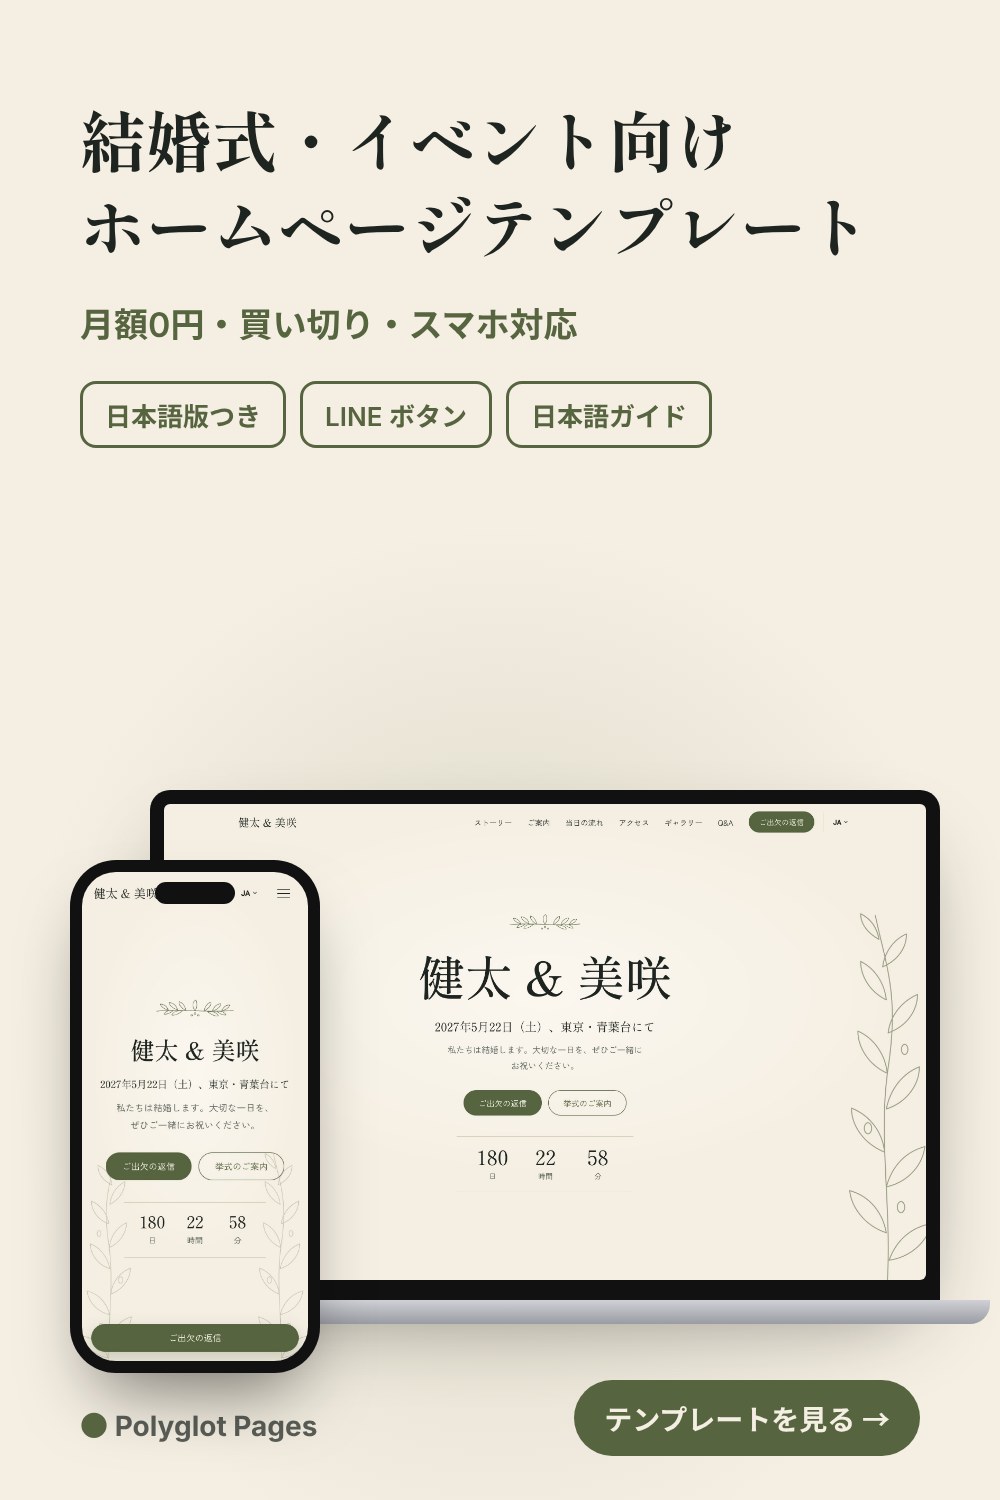 結婚式・イベント向け
ホームページテンプレート
月額0円・買い切り・スマホ対応
日本語版つき
LINE ボタン
日本語ガイド
健太 & 美咲
ストーリー ご案内 当日の流れ アクセス ギャラリー Q&A ご出欠の返信 JA
健太 & 美咲
2027年5月22日（土）、東京・青葉台にて
私たちは結婚します。大切な一日を、ぜひご一緒に
お祝いください。
ご出欠の返信 挙式のご案内
180 22 58
日 時間 分
健太 & 美咲 JA
健太 & 美咲
2027年5月22日（土）、東京・青葉台にて
私たちは結婚します。大切な一日を、
ぜひご一緒にお祝いください。
ご出欠の返信 挙式のご案内
180 22 58
日 時間 分
ご出欠の返信
Polyglot Pages
テンプレートを見る →